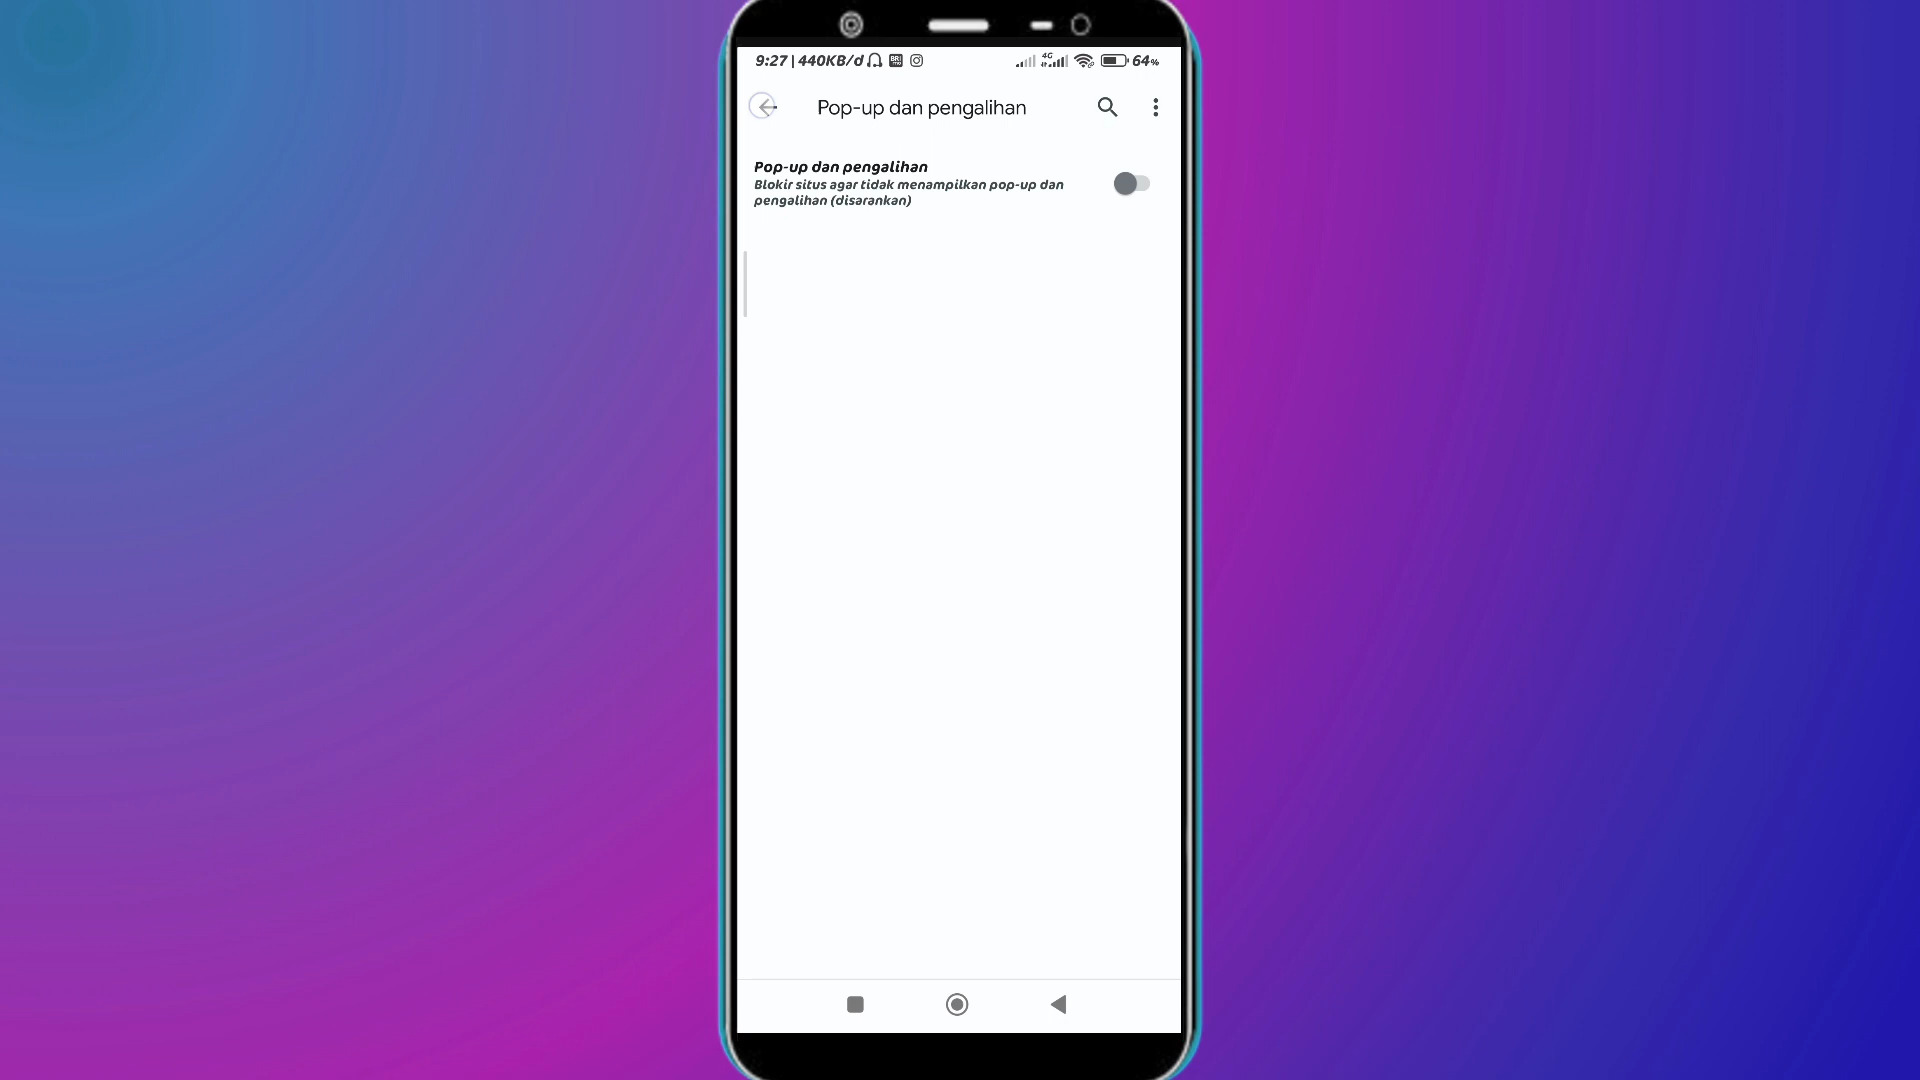 9:27 | 440KB/d
4G
64%
Pop-up dan pengalihan
Pop-up dan pengalihan
Blokir situs agar tidak menampilkan pop-up dan
pengalihan (disarankan)